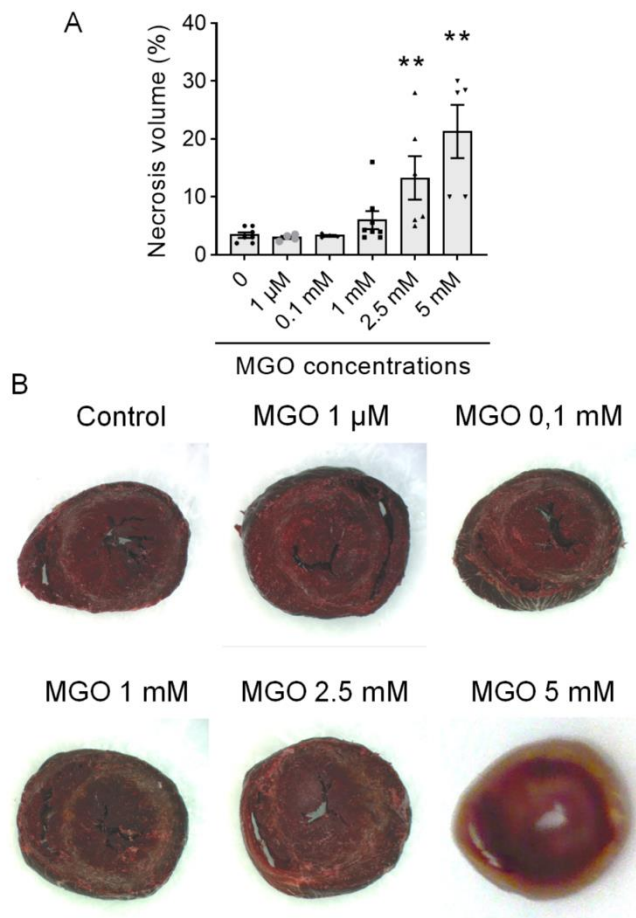 A
Necrosis volume (%)
40
30
20
10
0
**
**
0
1 µM
0.1 mM
1 mM
2.5 mM
5 mM
MGO concentrations
B
Control
MGO 1 µM
MGO 0,1 mM
MGO 1 mM
MGO 2.5 mM
MGO 5 mM